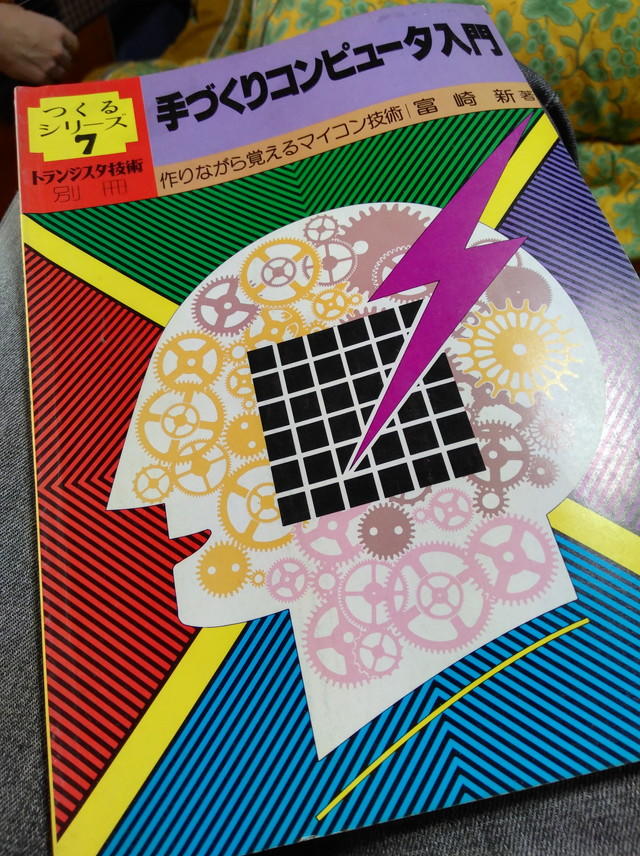 つくる
シリーズ
7
トランジスタ技術
別冊
手づくりコンピュータ入門
作りながら覚えるマイコン技術 富崎 新 著